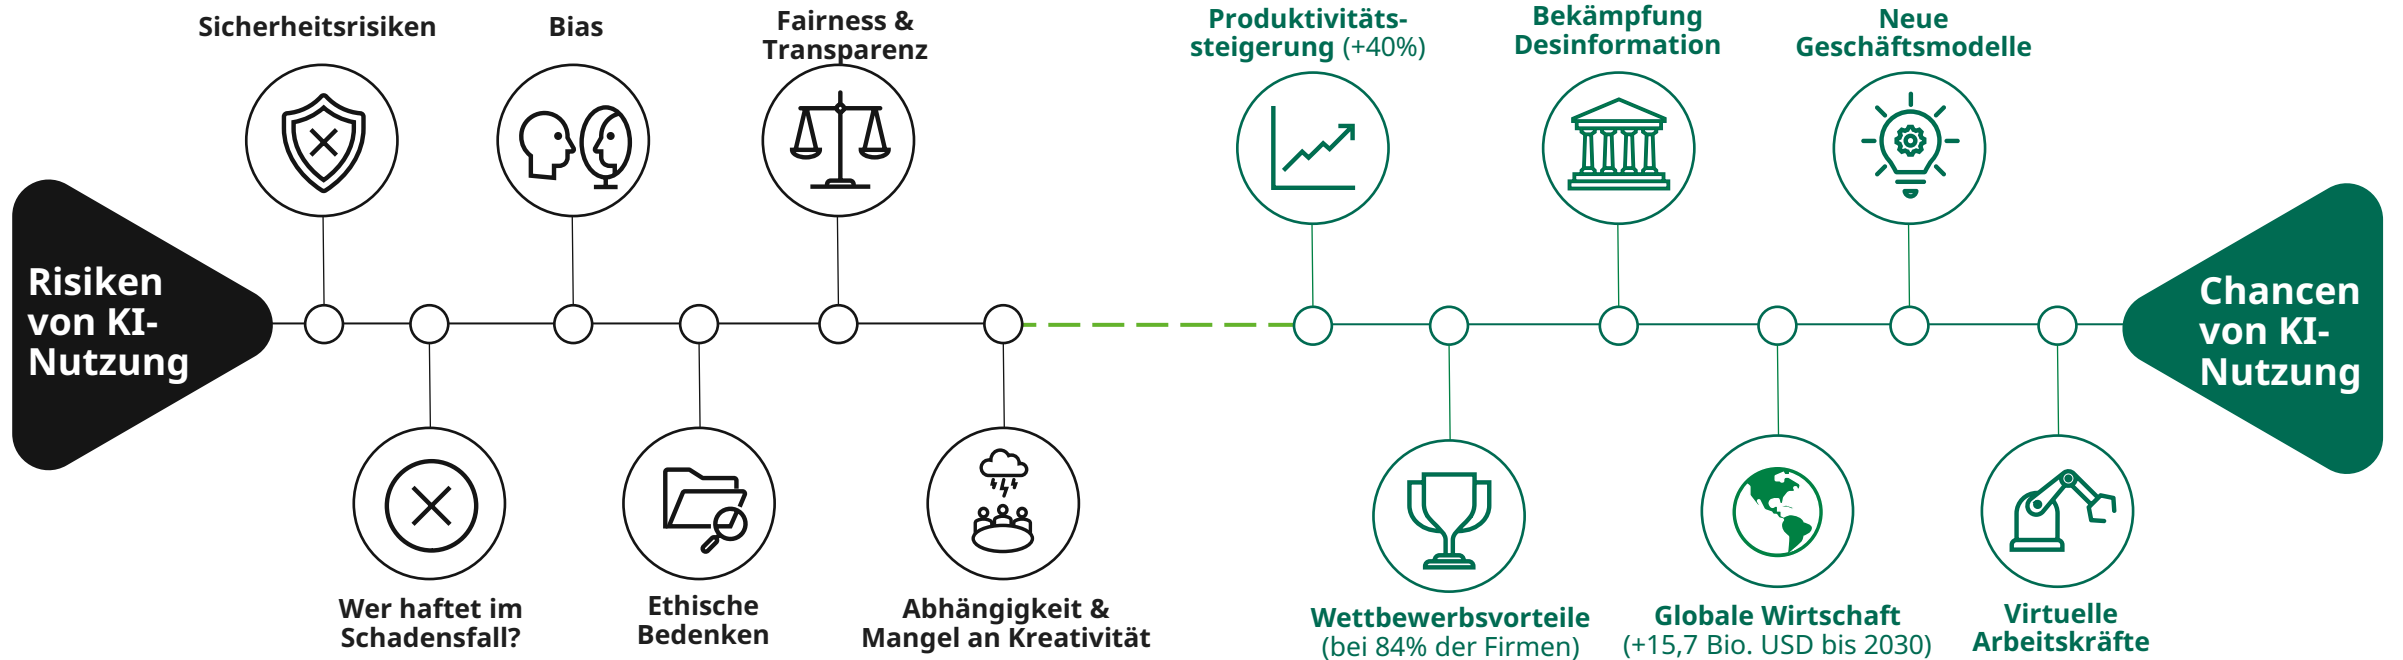 Risiken
von KI-
Nutzung
Sicherheitsrisiken
Wer haftet im
Schadensfall?
Bias
Ethische
Bedenken
Fairness &
Transparenz
Abhängigkeit &
Mangel an Kreativität
Produktivitäts-
steigerung (+40%)
Wettbewerbsvorteile
(bei 84% der Firmen)
Bekämpfung
Desinformation
Globale Wirtschaft
(+15,7 Bio. USD bis 2030)
Neue
Geschäftsmodelle
Virtuelle
Arbeitskräfte
Chancen
von KI-
Nutzung